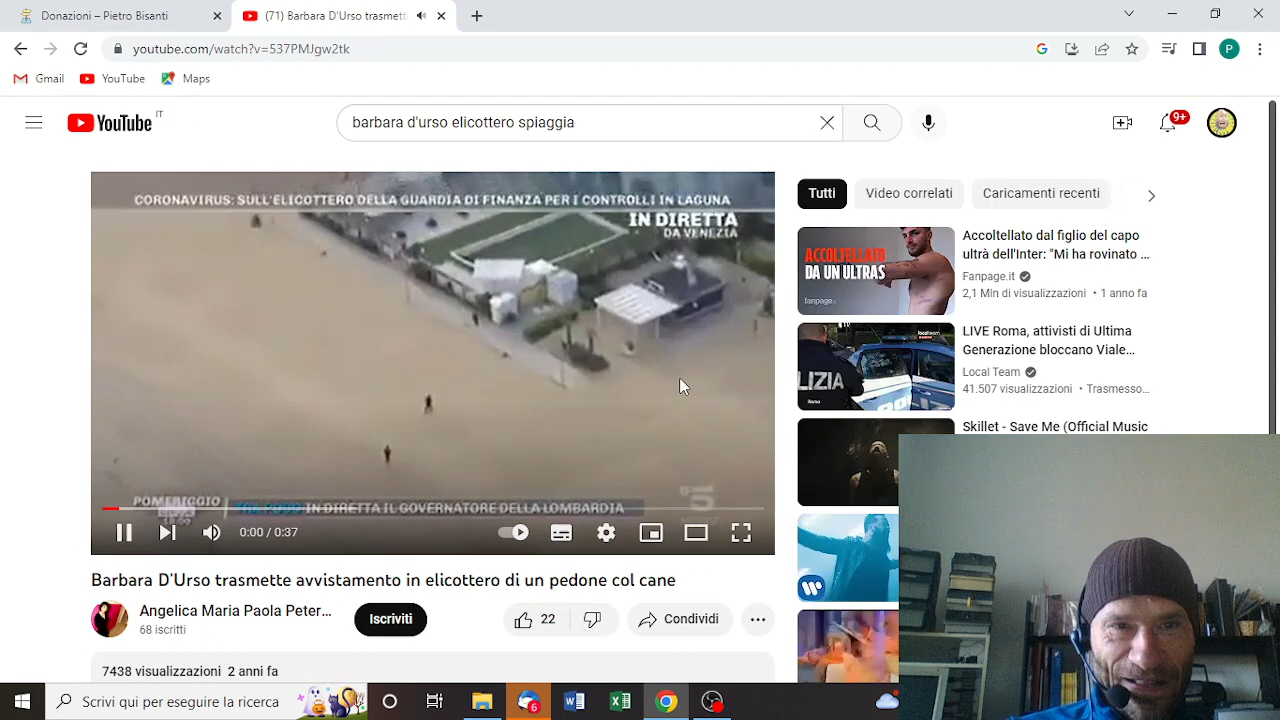 Donazioni – Pietro Bisanti
(71) Barbara D'Urso trasmett
youtube.com/watch?v=537PMJgw2tk
P
Gmail
YouTube
Maps
YouTube IT
barbara d'urso elicottero spiaggia
9+
CORONAVIRUS: SULL'ELICOTTERO DELLA GUARDIA DI FINANZA PER I CONTROLLI IN LAGUNA
IN DIRETTA
DA VENEZIA
POMERIGGIO
IN DIRETTA IL GOVERNATORE DELLA LOMBARDIA
5
0:00 / 0:37
Barbara D'Urso trasmette avvistamento in elicottero di un pedone col cane
Angelica Maria Paola Peter...
68 iscritti
Iscriviti
22
Condividi
7438 visualizzazioni 2 anni fa
Tutti
Video correlati
Caricamenti recenti
ACCOLTELLATO
DA UN ULTRAS
fanpage
Accoltellato dal figlio del capo
ultrà dell'Inter: "Mi ha rovinato ...
Fanpage.it
2,1 Mln di visualizzazioni • 1 anno fa
localteam
POLIZIA
LIZIA
Roma
LIVE Roma, attivisti di Ultima
Generazione bloccano Viale...
Local Team
41.507 visualizzazioni • Trasmesso...
Skillet - Save Me (Official Music
Scrivi qui per eseguire la ricerca
6